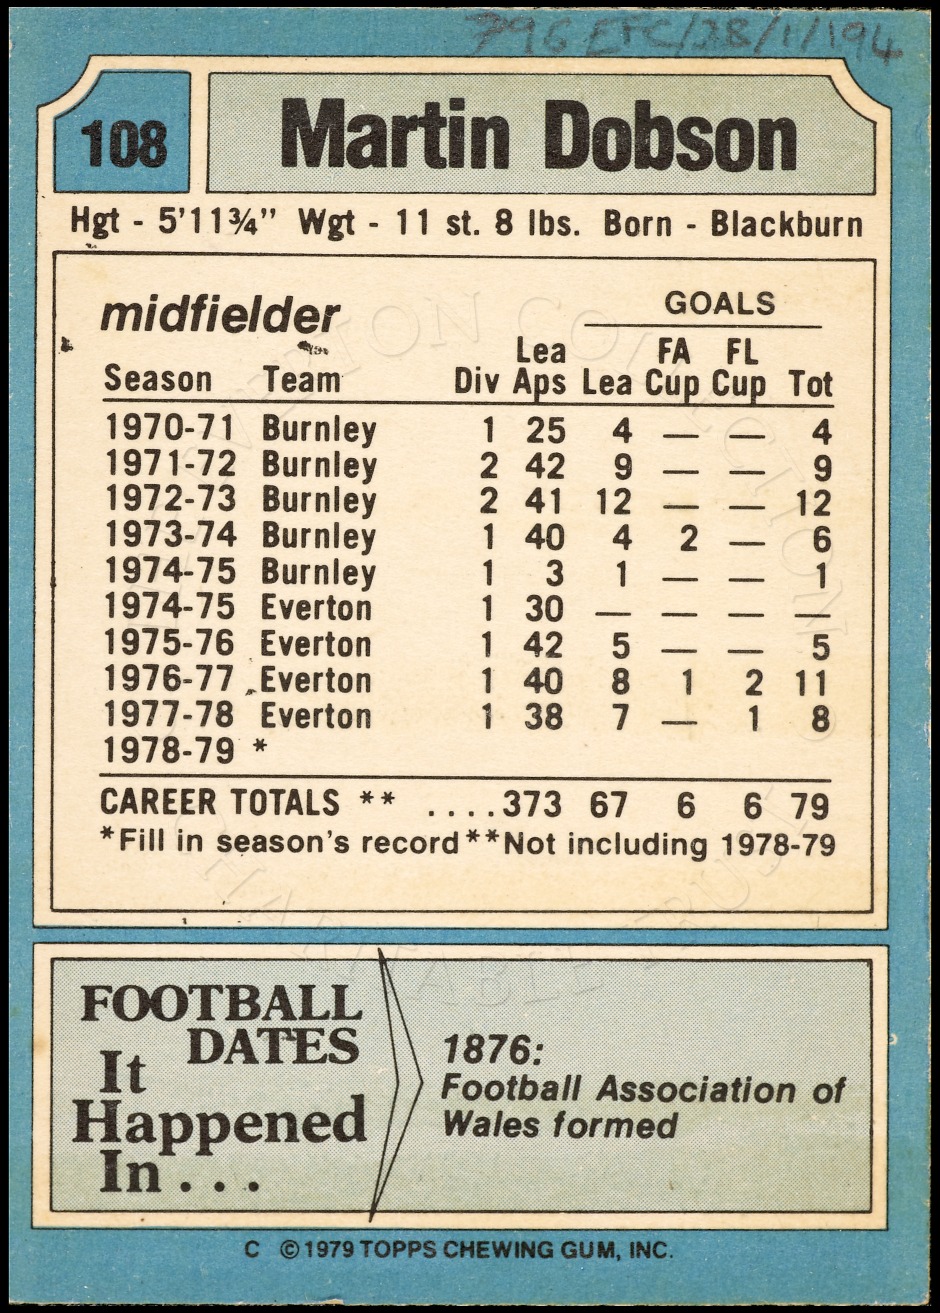 796 EFC/2B/1/194
108
Martin Dobson
Hgt - 5'11¾" Wgt - 11 st. 8 lbs. Born - Blackburn
midfielder GOALS
Lea FA FL
Season Team Div Aps Lea Cup Cup Tot
1970-71 Burnley 1 25 4 — — 4
1971-72 Burnley 2 42 9 — — 9
1972-73 Burnley 2 41 12 — — 12
1973-74 Burnley 1 40 4 2 — 6
1974-75 Burnley 1 3 1 — — 1
1974-75 Everton 1 30 — — — —
1975-76 Everton 1 42 5 — — 5
1976-77 Everton 1 40 8 1 2 11
1977-78 Everton 1 38 7 — 1 8
1978-79 *
CAREER TOTALS ** ....373 67 6 6 79
*Fill in season's record **Not including 1978-79
FOOTBALL
DATES
It
Happened
In...
1876:
Football Association of
Wales formed
C ©1979 TOPPS CHEWING GUM, INC.